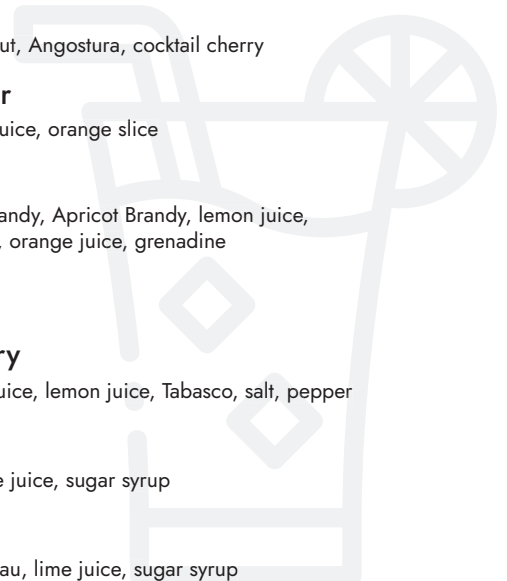 ut, Angostura, cocktail cherry
r
uice, orange slice
andy, Apricot Brandy, lemon juice,
, orange juice, grenadine
ry
uice, lemon juice, Tabasco, salt, pepper
e juice, sugar syrup
au, lime juice, sugar syrup